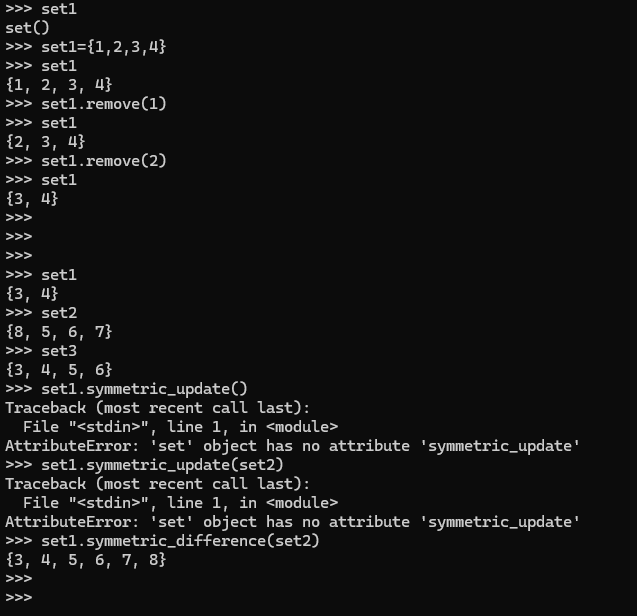 >>> set1
set()
>>> set1={1,2,3,4}
>>> set1
{1, 2, 3, 4}
>>> set1.remove(1)
>>> set1
{2, 3, 4}
>>> set1.remove(2)
>>> set1
{3, 4}
>>>
>>>
>>>
>>> set1
{3, 4}
>>> set2
{8, 5, 6, 7}
>>> set3
{3, 4, 5, 6}
>>> set1.symmetric_update()
Traceback (most recent call last):
  File "<stdin>", line 1, in <module>
AttributeError: 'set' object has no attribute 'symmetric_update'
>>> set1.symmetric_update(set2)
Traceback (most recent call last):
  File "<stdin>", line 1, in <module>
AttributeError: 'set' object has no attribute 'symmetric_update'
>>> set1.symmetric_difference(set2)
{3, 4, 5, 6, 7, 8}
>>>
>>>